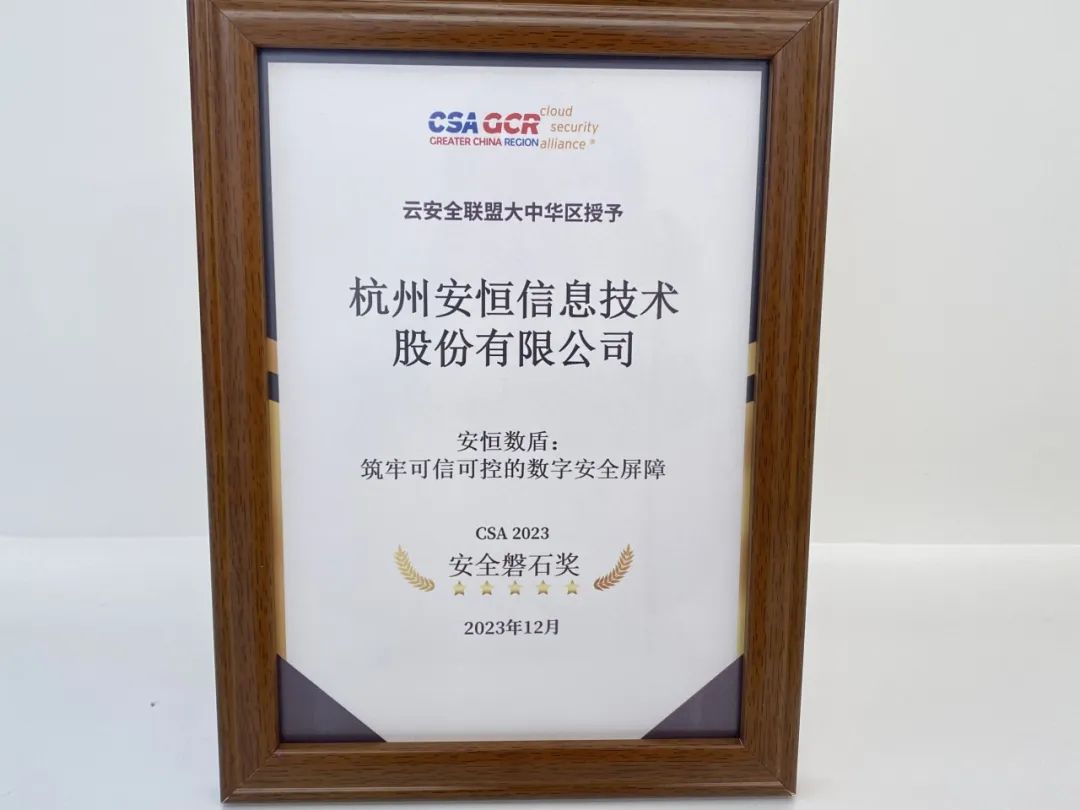 CSA GCR cloud security alliance®
GREATER CHINA REGION
云安全联盟大中华区授予
杭州安恒信息技术
股份有限公司
安恒数盾：
筑牢可信可控的数字安全屏障
CSA 2023
安全磐石奖
2023年12月